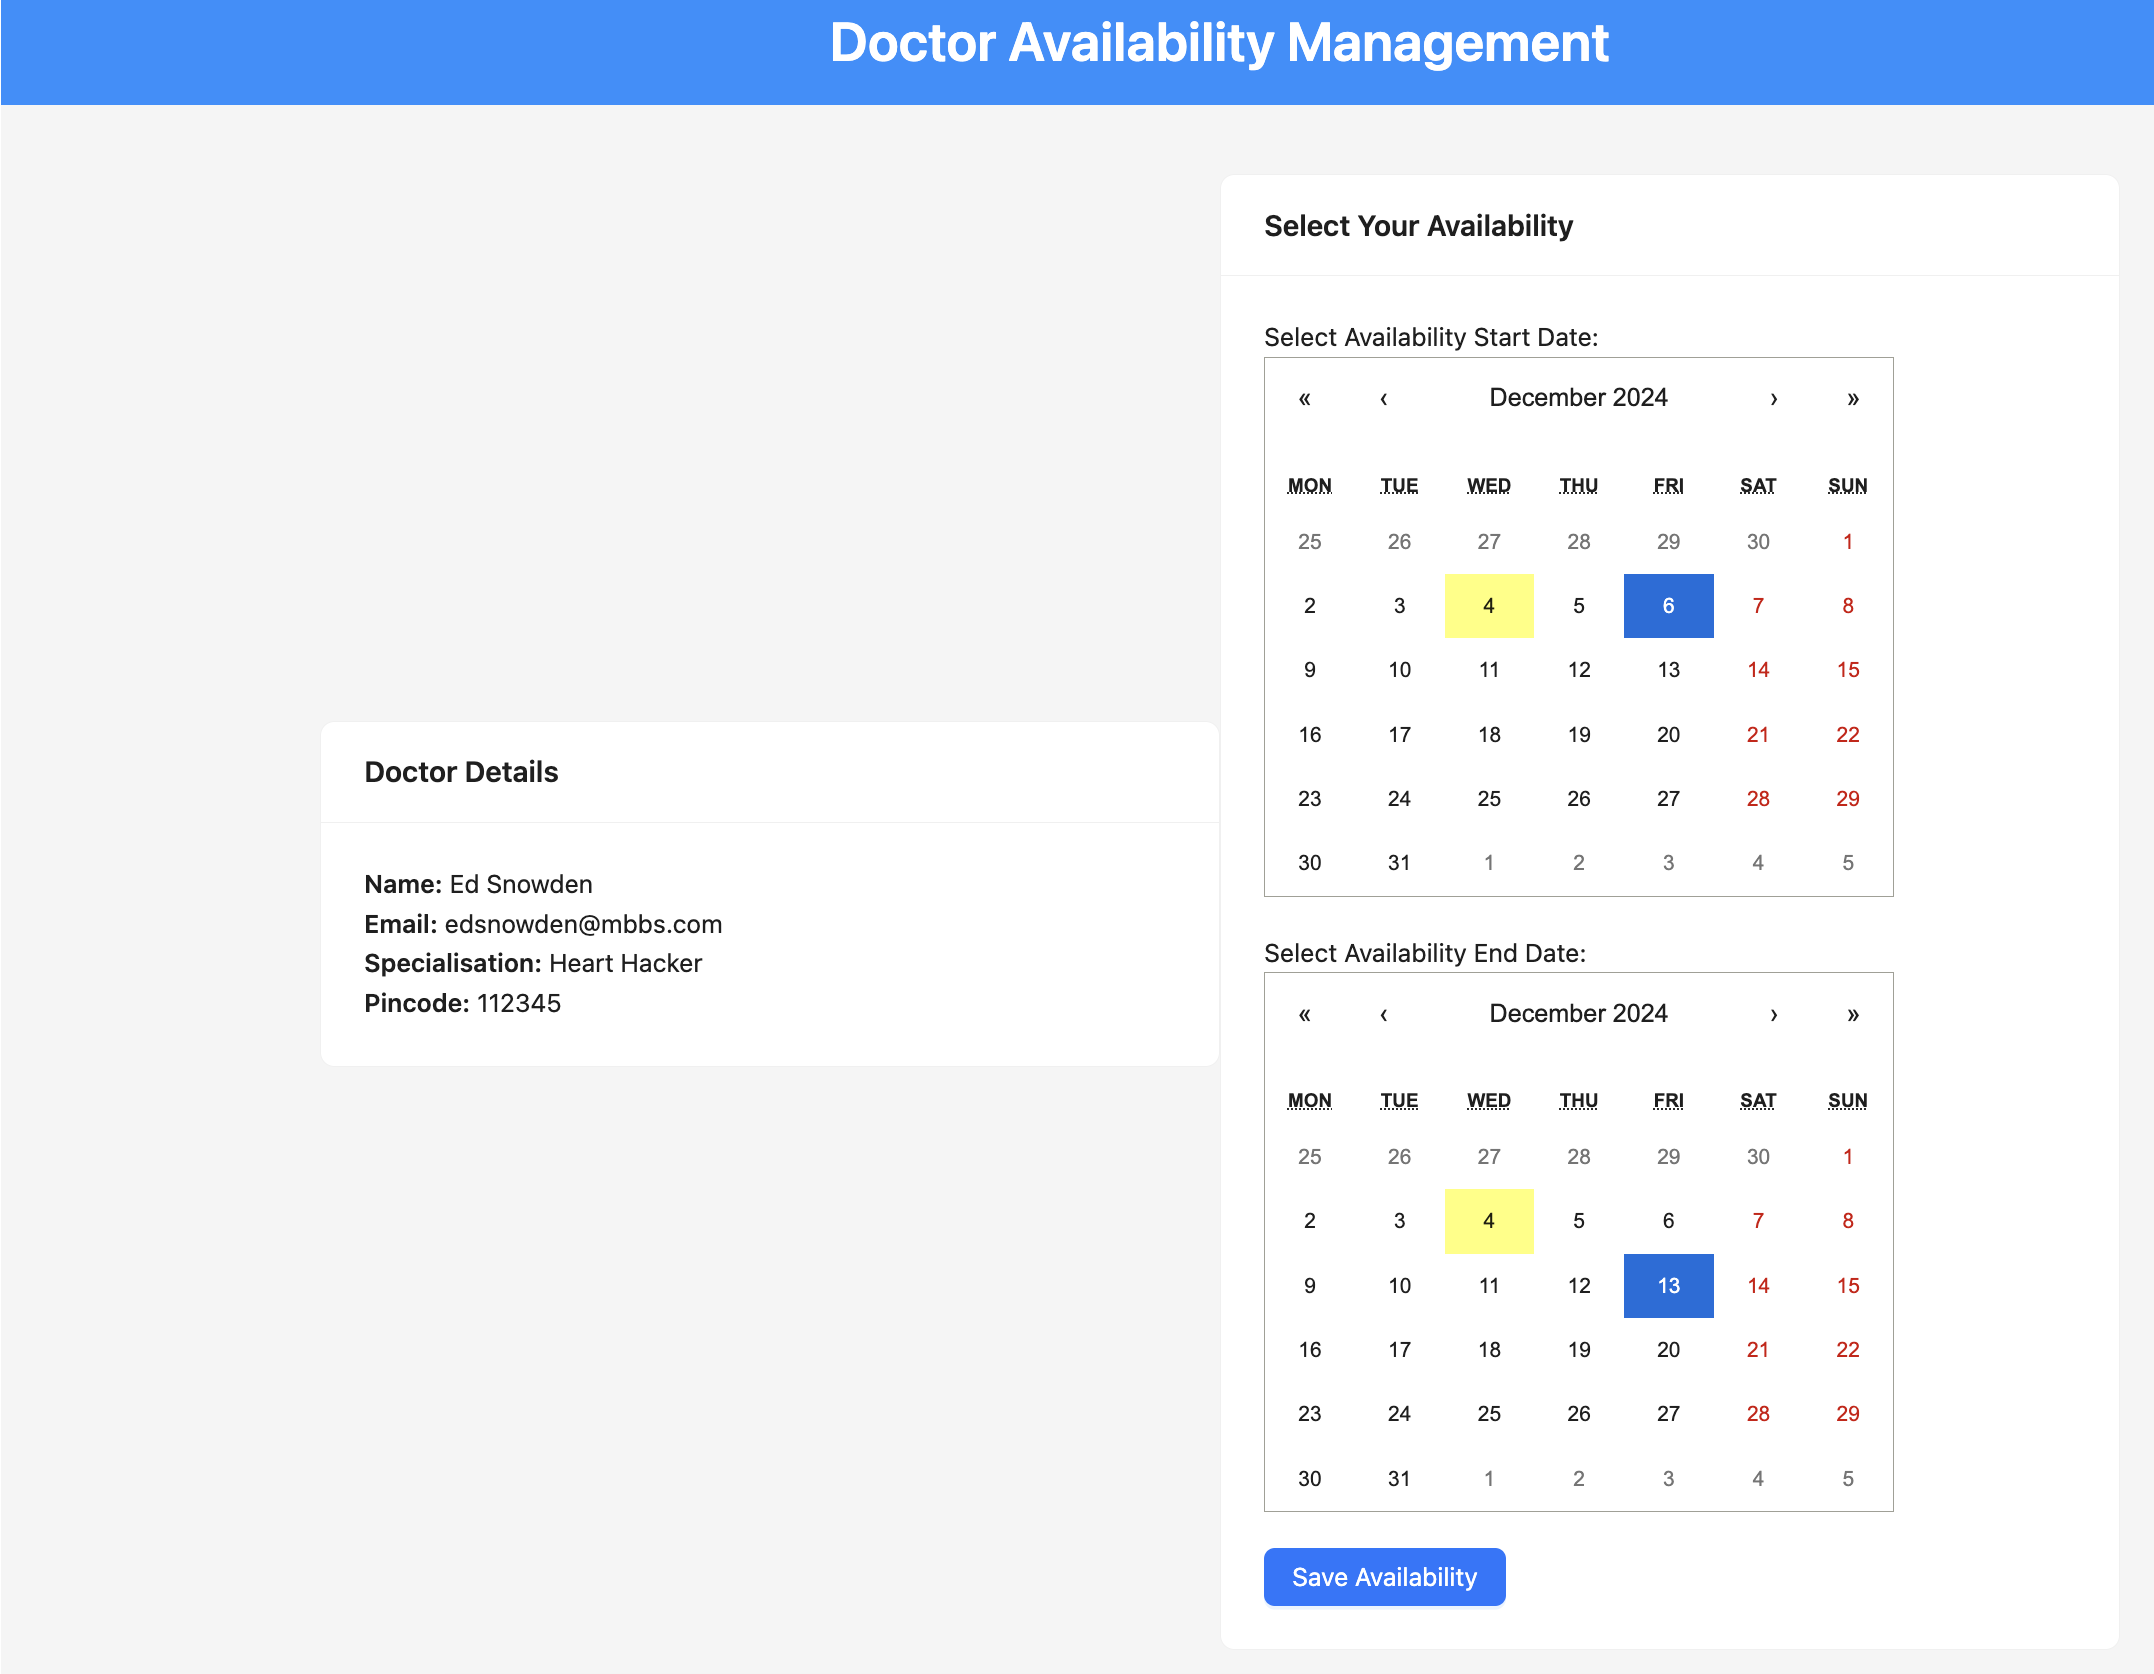 Doctor Availability Management
Doctor Details
Name: Ed Snowden
Email: edsnowden@mbbs.com
Specialisation: Heart Hacker
Pincode: 112345
Select Your Availability
Select Availability Start Date:
« ‹ December 2024 › »
MON TUE WED THU FRI SAT SUN
25 26 27 28 29 30 1
2 3 4 5 6 7 8
9 10 11 12 13 14 15
16 17 18 19 20 21 22
23 24 25 26 27 28 29
30 31 1 2 3 4 5
Select Availability End Date:
« ‹ December 2024 › »
MON TUE WED THU FRI SAT SUN
25 26 27 28 29 30 1
2 3 4 5 6 7 8
9 10 11 12 13 14 15
16 17 18 19 20 21 22
23 24 25 26 27 28 29
30 31 1 2 3 4 5
Save Availability